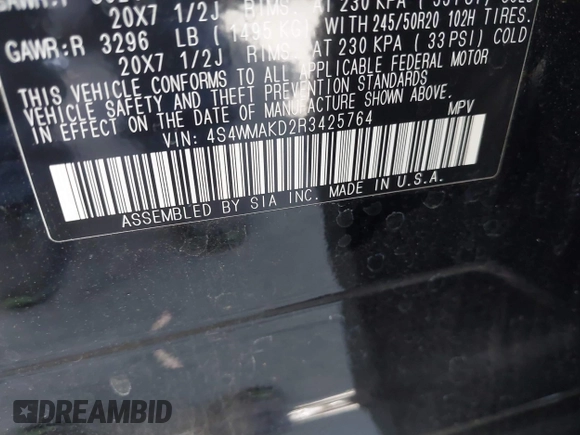 20X7 1/2J RIMS, AT 230 KPA (33 PSI) COLD
GAWR:R 3296 LB (1495 KG) WITH 245/50R20 102H TIRES.
20X7 1/2J RIMS, AT 230 KPA (33 PSI) COLD
THIS VEHICLE CONFORMS TO ALL APPLICABLE FEDERAL MOTOR
VEHICLE SAFETY AND THEFT PREVENTION STANDARDS
IN EFFECT ON THE DATE OF MANUFACTURE SHOWN ABOVE.
VIN: 4S4WMAKD2R3425764 MPV
ASSEMBLED BY SIA INC. MADE IN U.S.A.
DREAMBID